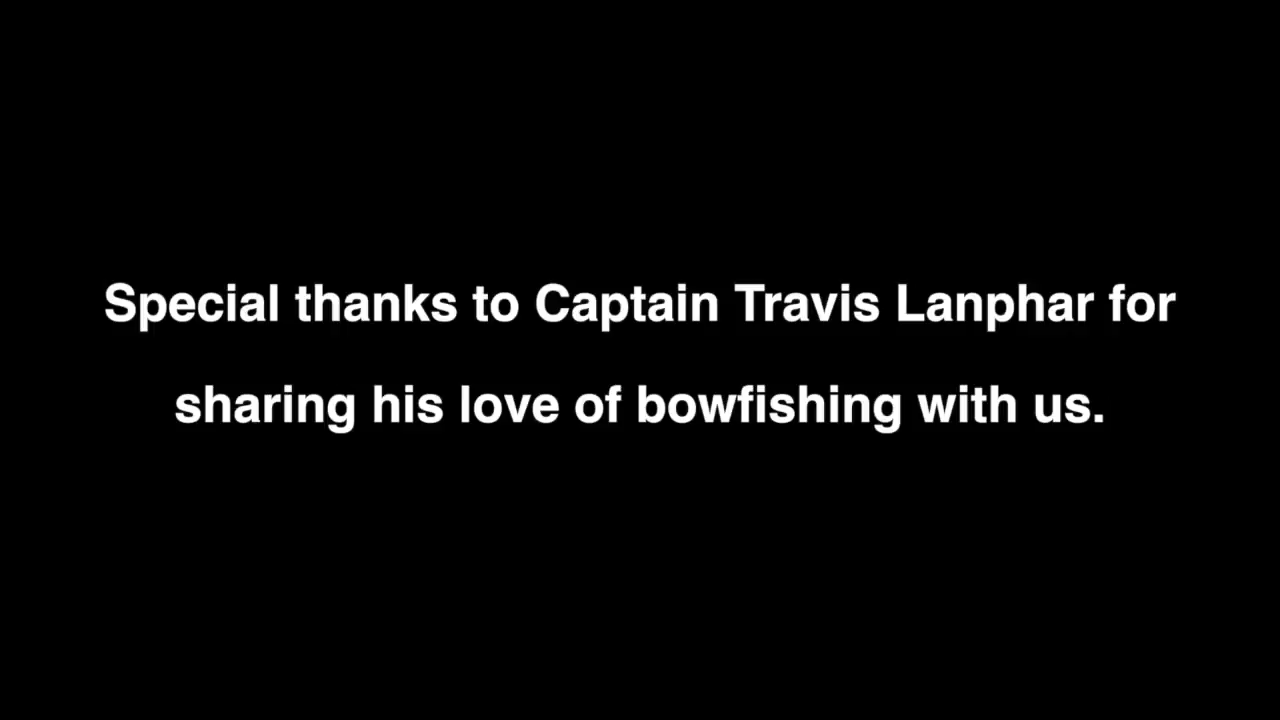 Special thanks to Captain Travis Lanphar for
sharing his love of bowfishing with us.